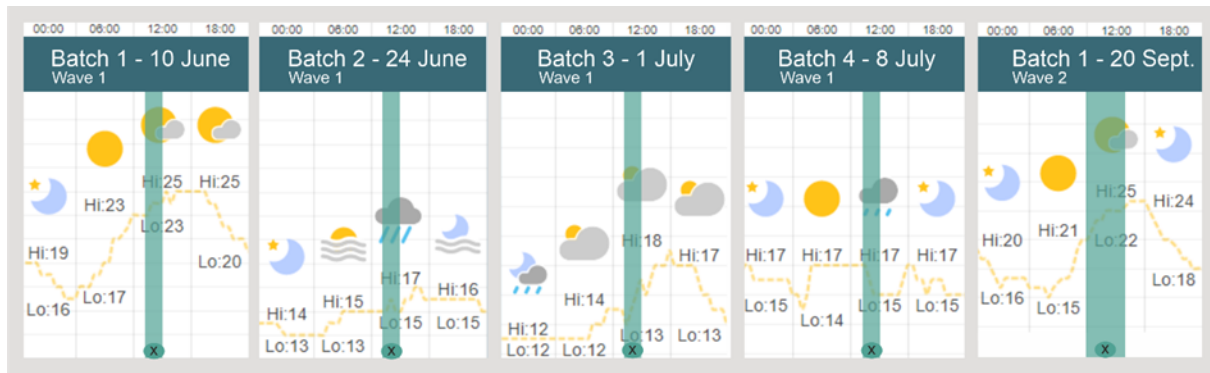 00:00 06:00 12:00 18:00
Batch 1 - 10 June
Wave 1
Hi:25 Hi:25
Hi:23
Lo:23
Hi:19
Lo:20
Lo:17
Lo:16
X
00:00 06:00 12:00 18:00
Batch 2 - 24 June
Wave 1
Hi:17
Hi:16
Hi:15
Hi:14
Lo:15 Lo:15
Lo:13 Lo:13
X
00:00 06:00 12:00 18:00
Batch 3 - 1 July
Wave 1
Hi:18
Hi:17
Hi:14
Hi:12
Lo:13 Lo:13
Lo:12 Lo:12
X
00:00 06:00 12:00 18:00
Batch 4 - 8 July
Wave 1
Hi:17 Hi:17 Hi:17 Hi:17
Lo:15 Lo:15 Lo:15
Lo:14
X
00:00 06:00 12:00 18:00
Batch 1 - 20 Sept.
Wave 2
Hi:25
Hi:24
Hi:21
Hi:20
Lo:22
Lo:18
Lo:16
Lo:15
X